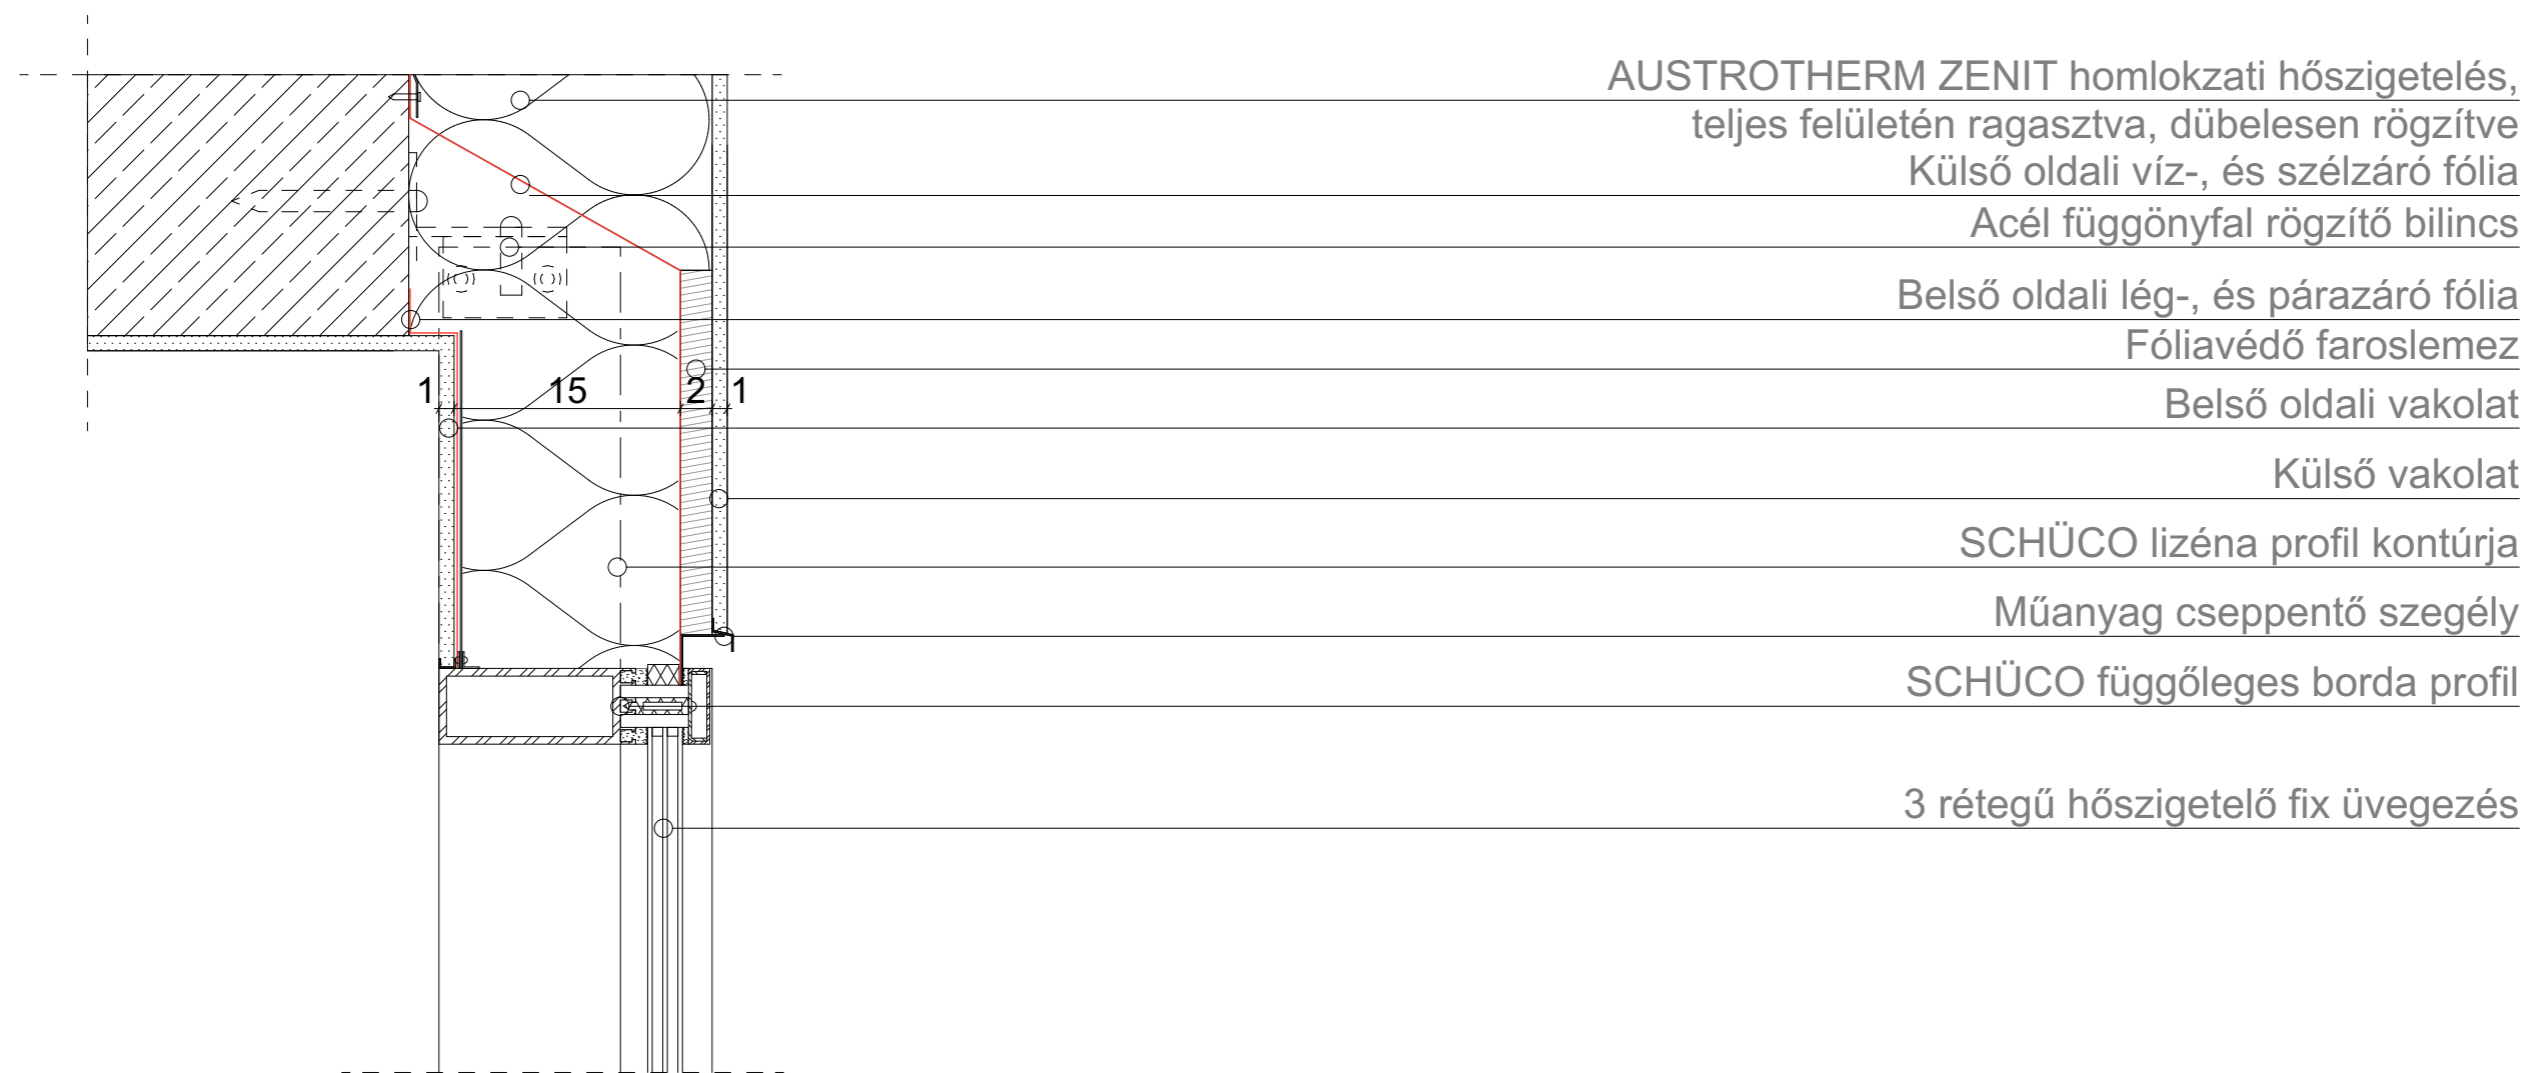 AUSTROTHERM ZENIT homlokzati hőszigetelés,
teljes felületén ragasztva, dübelesen rögzítve
Külső oldali víz-, és szélzáró fólia
Acél függönyfal rögzítő bilincs
Belső oldali lég-, és párazáró fólia
Fóliavédő faroslemez
1 15 2 1
Belső oldali vakolat
Külső vakolat
SCHÜCO lizéna profil kontúrja
Műanyag cseppentő szegély
SCHÜCO függőleges borda profil
3 rétegű hőszigetelő fix üvegezés